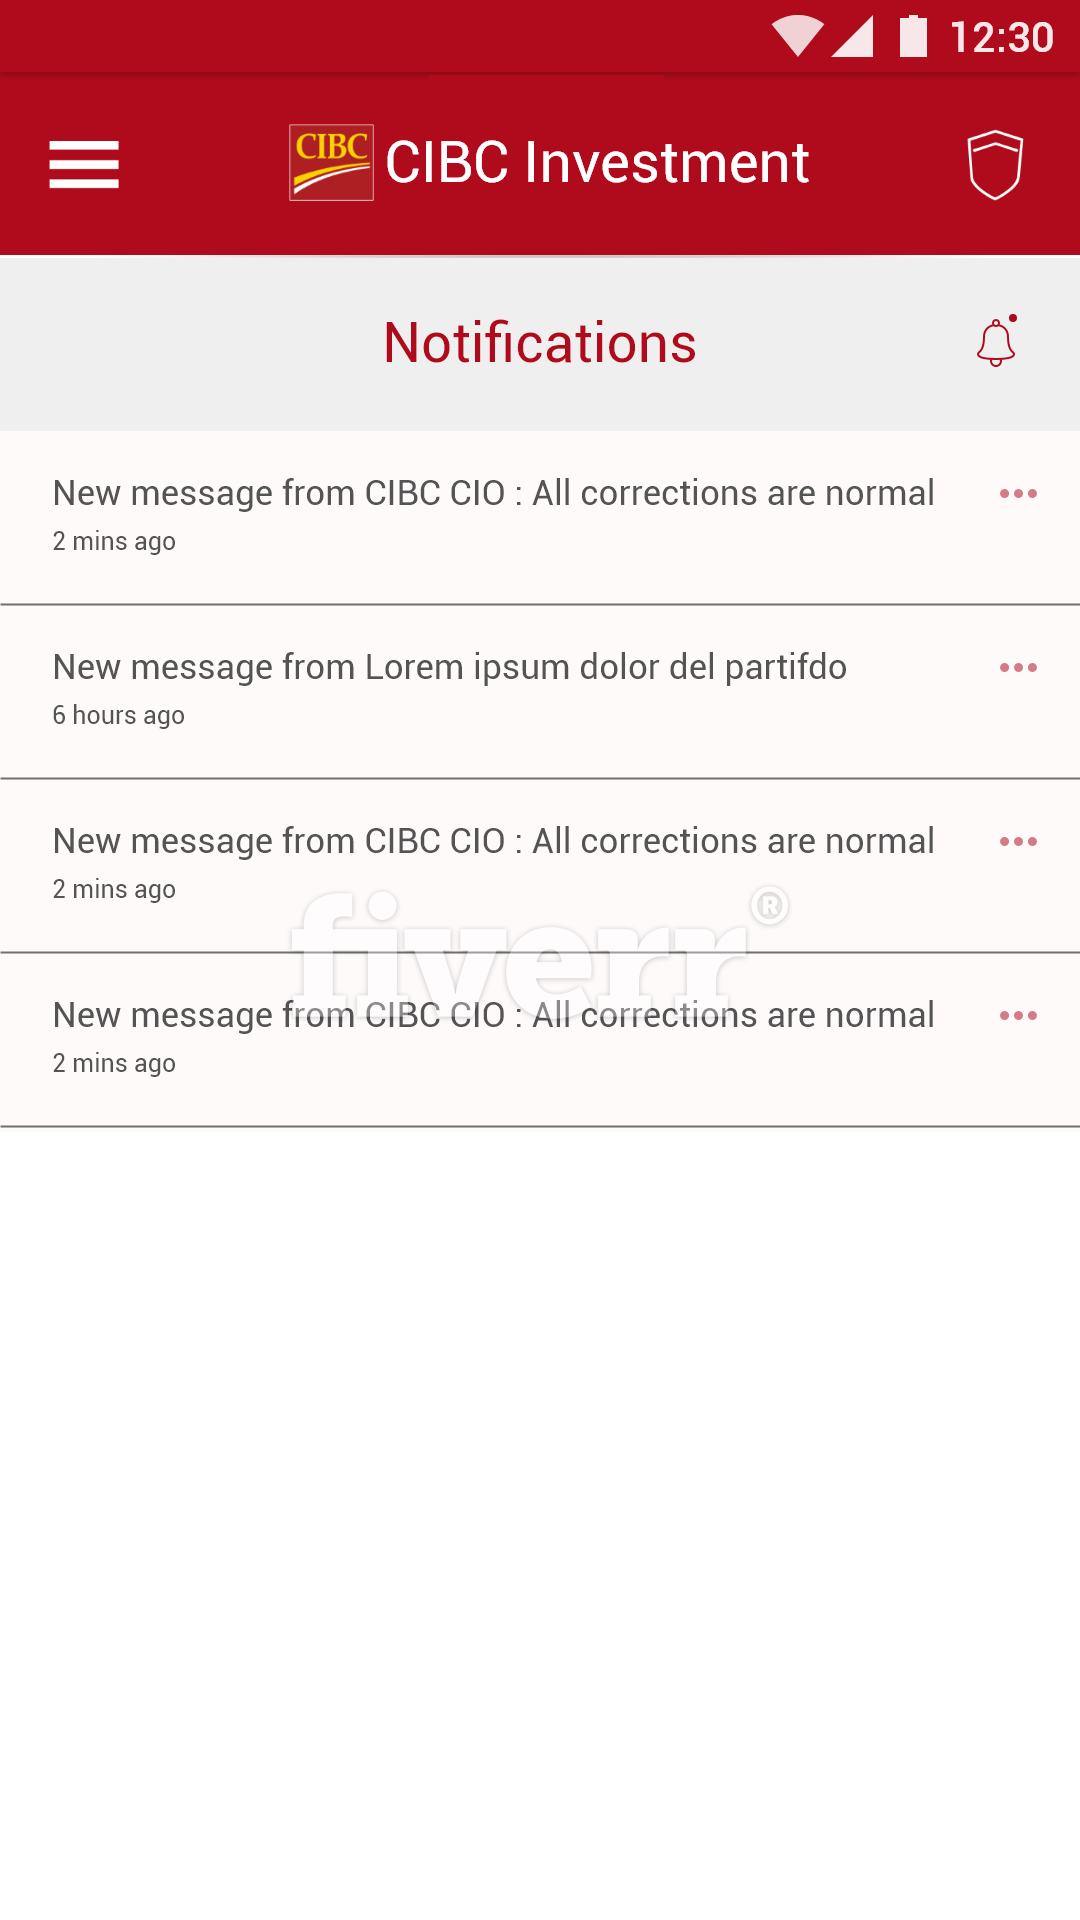 12:30
CIBC CIBC Investment
Notifications
New message from CIBC CIO : All corrections are normal
2 mins ago
New message from Lorem ipsum dolor del partifdo
6 hours ago
New message from CIBC CIO : All corrections are normal
2 mins ago
fiverr®
New message from CIBC CIO : All corrections are normal
2 mins ago